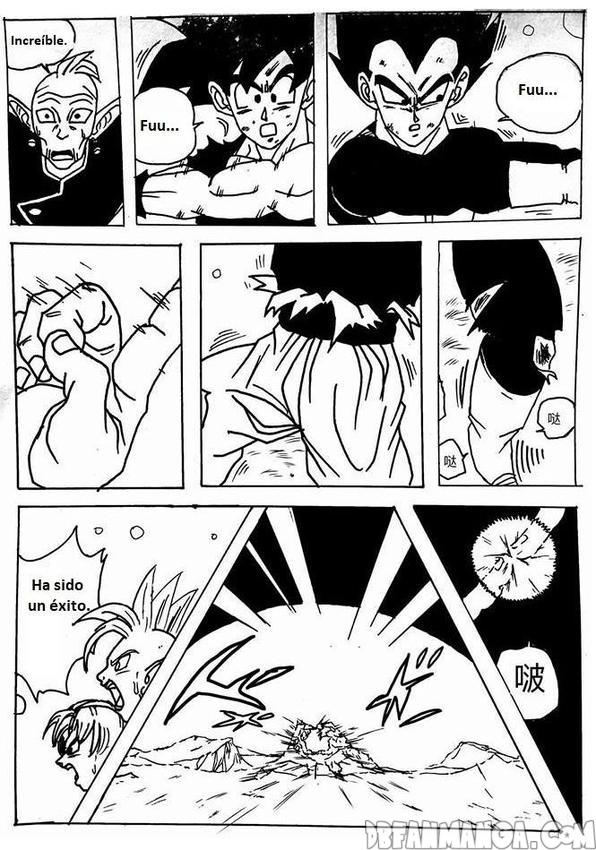 Increíble.
Fuu...
Fuu...
哒
哒
Ha sido
un éxito.
啵
DBFANMANGA.COM